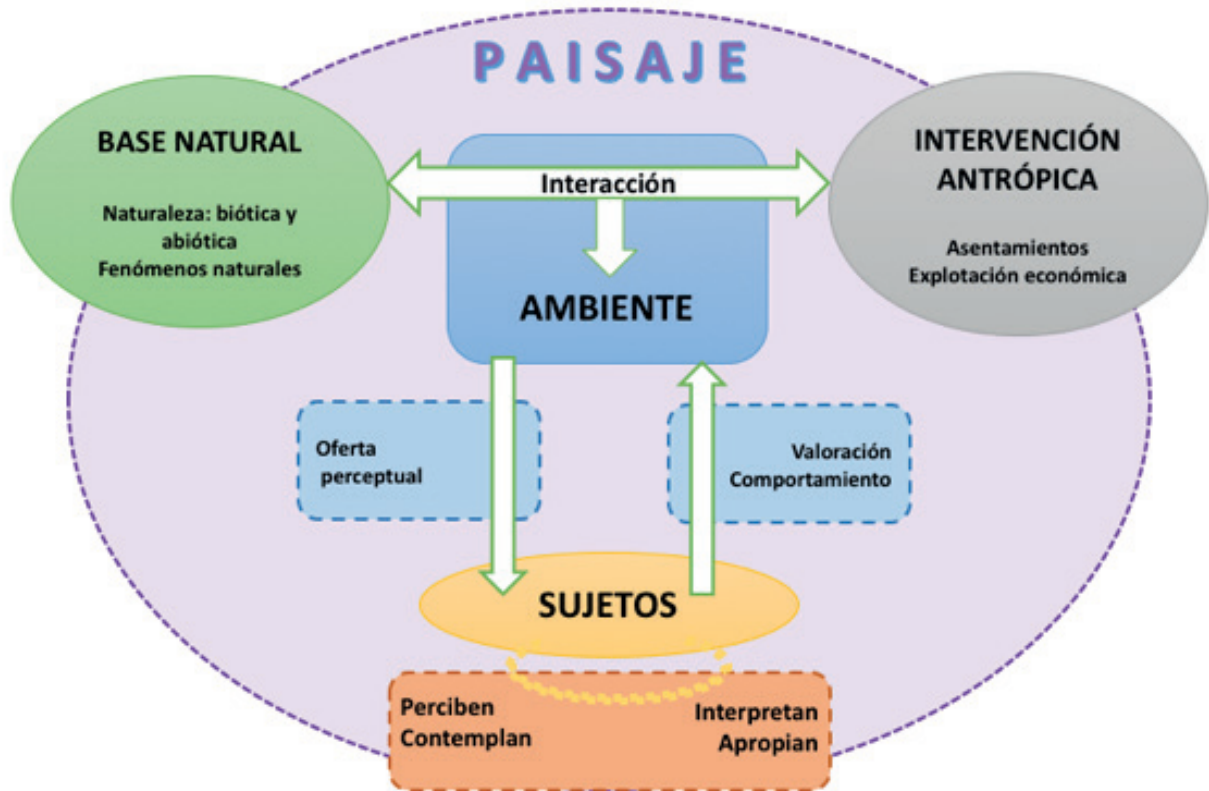 PAISAJE
BASE NATURAL
Naturaleza: biótica y
abiótica
Fenómenos naturales
Interacción
AMBIENTE
INTERVENCIÓN
ANTRÓPICA
Asentamientos
Explotación económica
Oferta
perceptual
Valoración
Comportamiento
SUJETOS
Perciben
Contemplan
Interpretan
Apropian